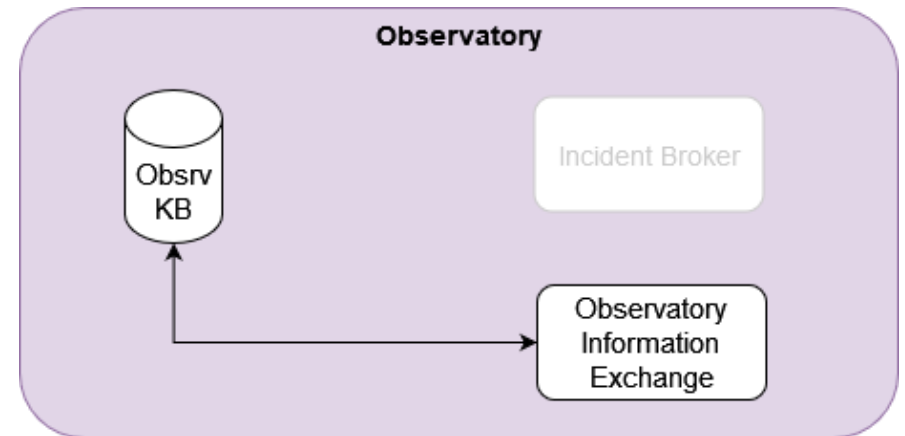 Observatory
Obsrv
KB
Incident Broker
Observatory
Information
Exchange